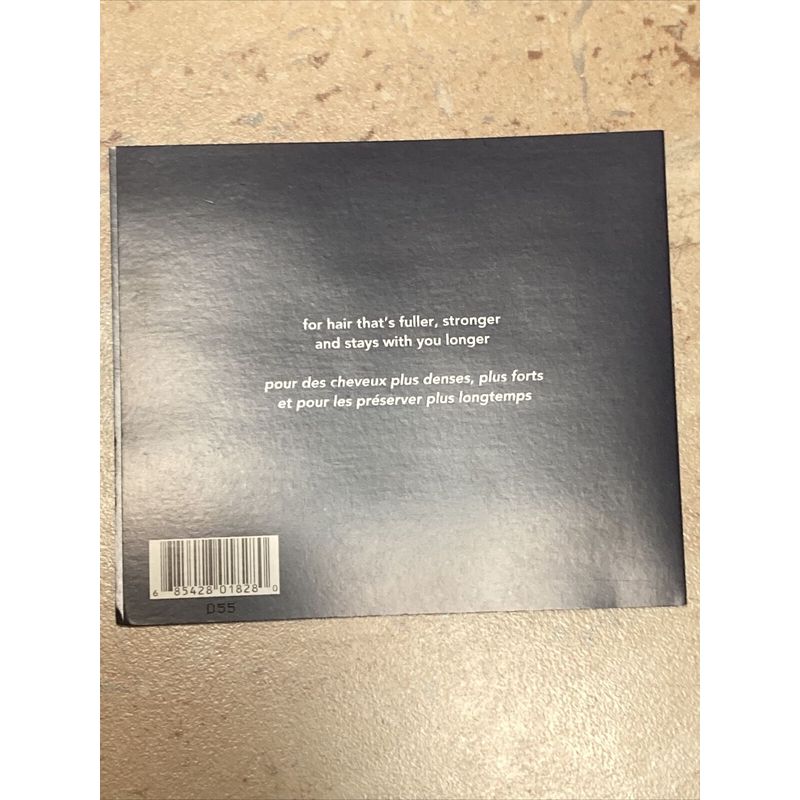 for hair that's fuller, stronger
and stays with you longer
pour des cheveux plus denses, plus forts
et pour les préserver plus longtemps
6 85428 01828 0
D55